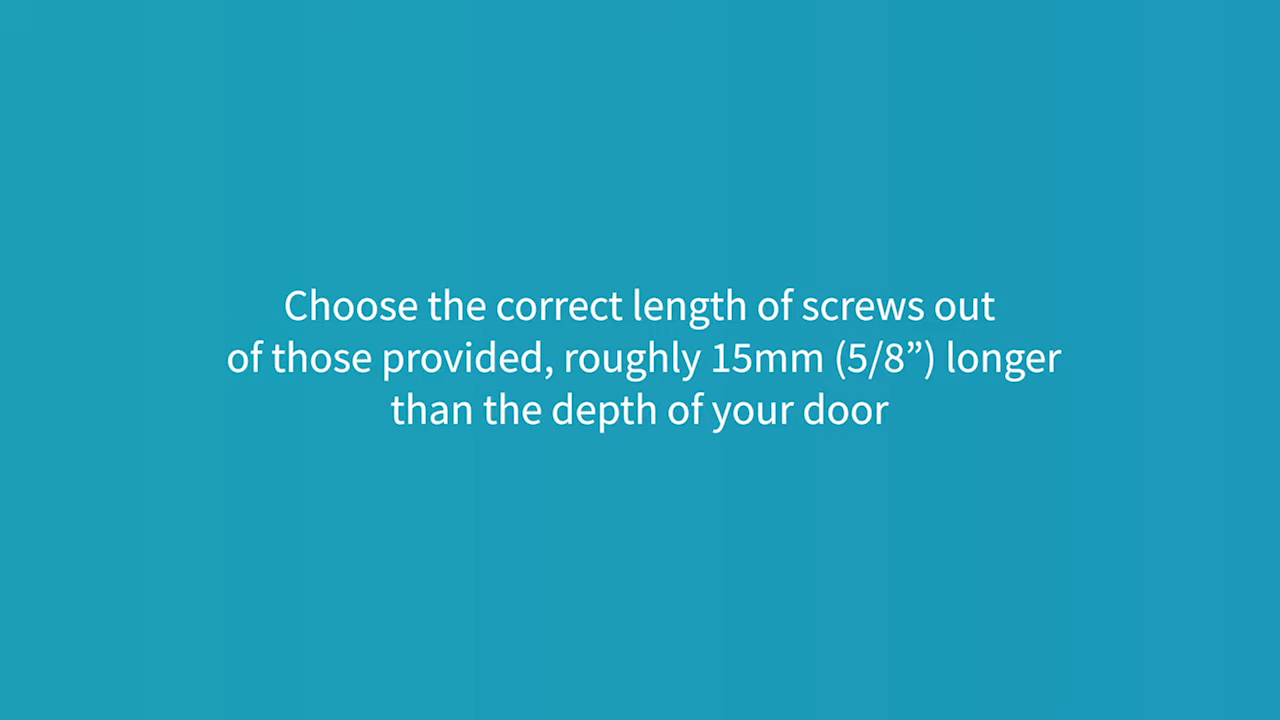 Choose the correct length of screws out
of those provided, roughly 15mm (5/8”) longer
than the depth of your door